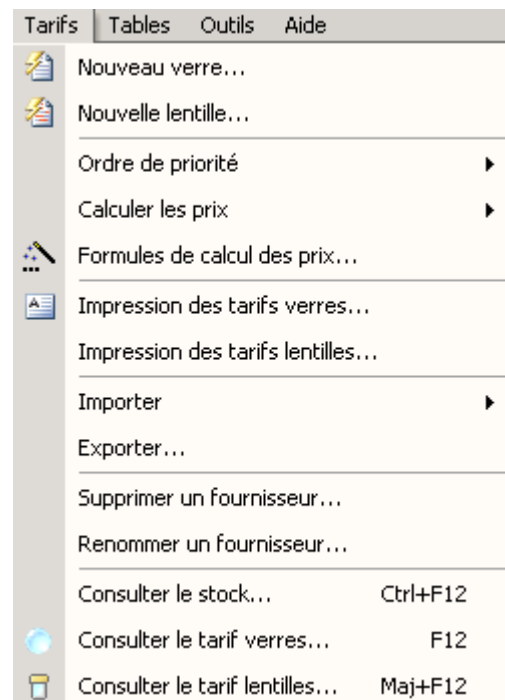 Tarifs Tables Outils Aide
Nouveau verre...
Nouvelle lentille...
Ordre de priorité
Calculer les prix
Formules de calcul des prix...
Impression des tarifs verres...
Impression des tarifs lentilles...
Importer
Exporter...
Supprimer un fournisseur...
Renommer un fournisseur...
Consulter le stock... Ctrl+F12
Consulter le tarif verres... F12
Consulter le tarif lentilles... Maj+F12